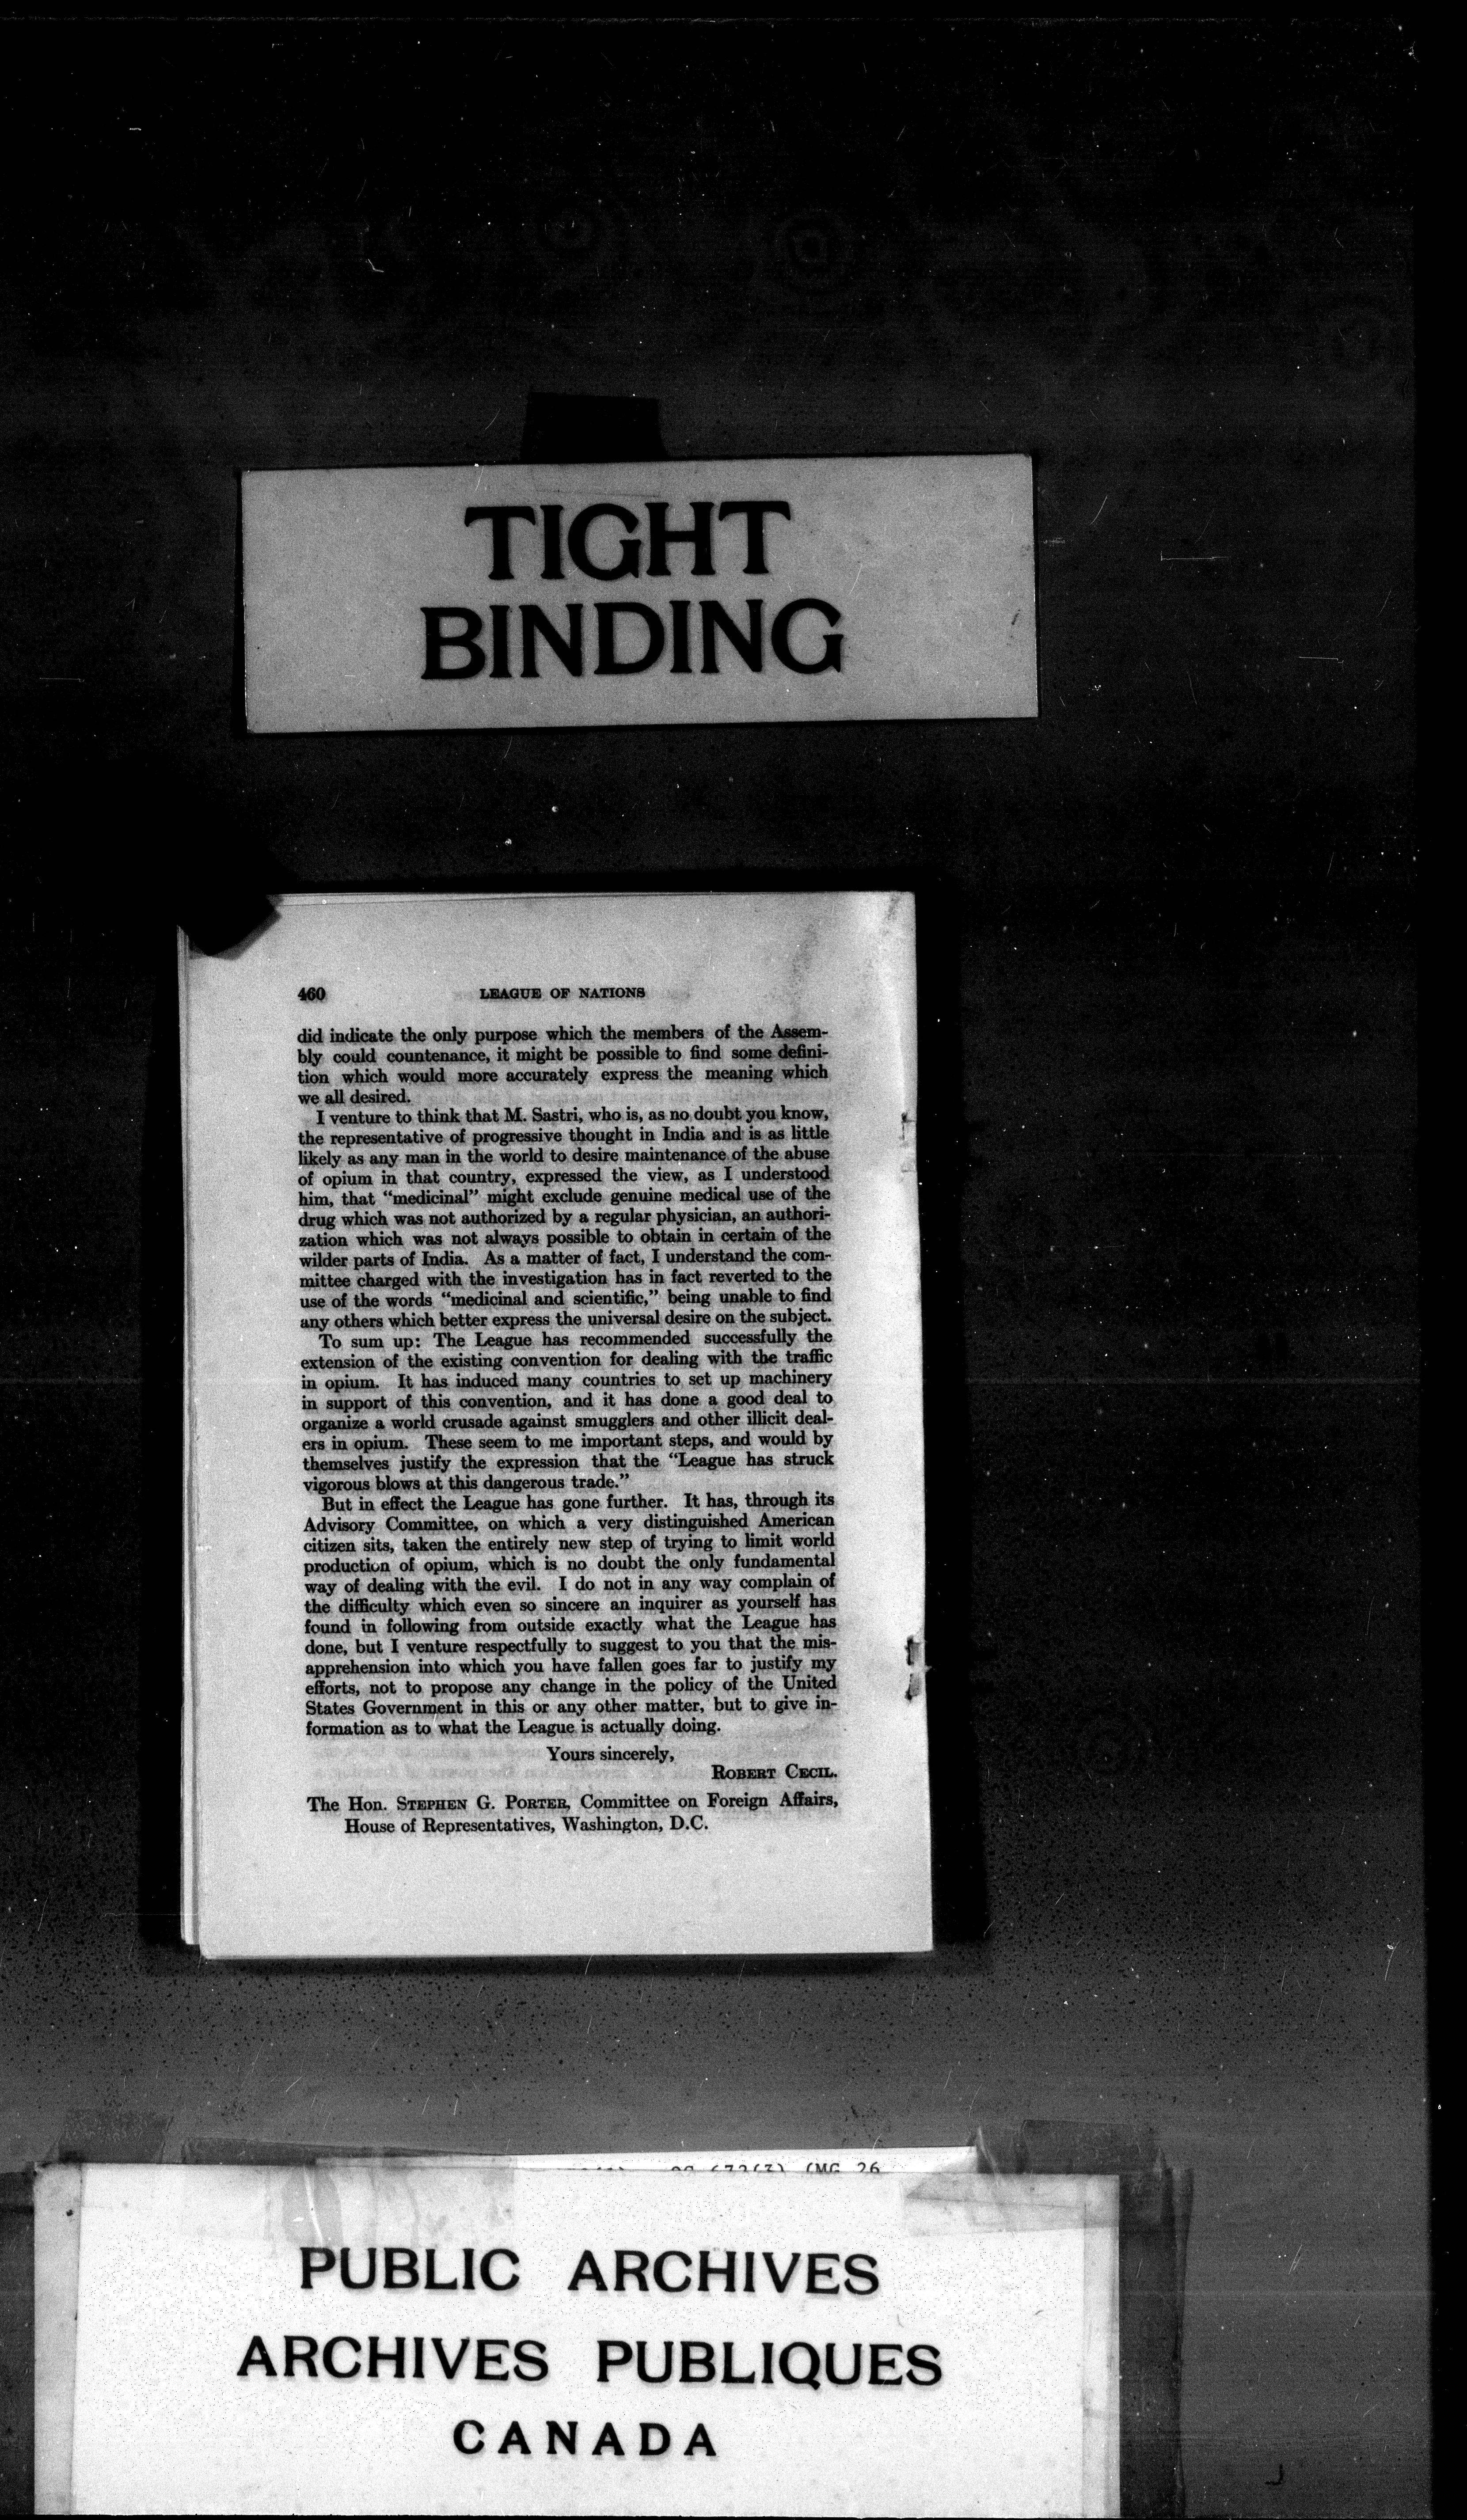 TIGHT
BINDING
460 LEAGUE OF NATIONS
did indicate the only purpose which the members of the Assem-
bly could countenance, it might be possible to find some defini-
tion which would more accurately express the meaning which
we all desired.
I venture to think that M. Sastri, who is, as no doubt you know,
the representative of progressive thought in India and is as little
likely as any man in the world to desire maintenance of the abuse
of opium in that country, expressed the view, as I understood
him, that “medicinal” might exclude genuine medical use of the
drug which was not authorized by a regular physician, an authori-
zation which was not always possible to obtain in certain of the
wilder parts of India. As a matter of fact, I understand the com-
mittee charged with the investigation has in fact reverted to the
use of the words “medicinal and scientific,” being unable to find
any others which better express the universal desire on the subject.
To sum up: The League has recommended successfully the
extension of the existing convention for dealing with the traffic
in opium. It has induced many countries to set up machinery
in support of this convention, and it has done a good deal to
organize a world crusade against smugglers and other illicit deal-
ers in opium. These seem to me important steps, and would by
themselves justify the expression that the “League has struck
vigorous blows at this dangerous trade.”
But in effect the League has gone further. It has, through its
Advisory Committee, on which a very distinguished American
citizen sits, taken the entirely new step of trying to limit world
production of opium, which is no doubt the only fundamental
way of dealing with the evil. I do not in any way complain of
the difficulty which even so sincere an inquirer as yourself has
found in following from outside exactly what the League has
done, but I venture respectfully to suggest to you that the mis-
apprehension into which you have fallen goes far to justify my
efforts, not to propose any change in the policy of the United
States Government in this or any other matter, but to give in-
formation as to what the League is actually doing.
Yours sincerely,
ROBERT CECIL.
The Hon. STEPHEN G. PORTER, Committee on Foreign Affairs,
House of Representatives, Washington, D.C.
(MG 26
PUBLIC ARCHIVES
ARCHIVES PUBLIQUES
CANADA